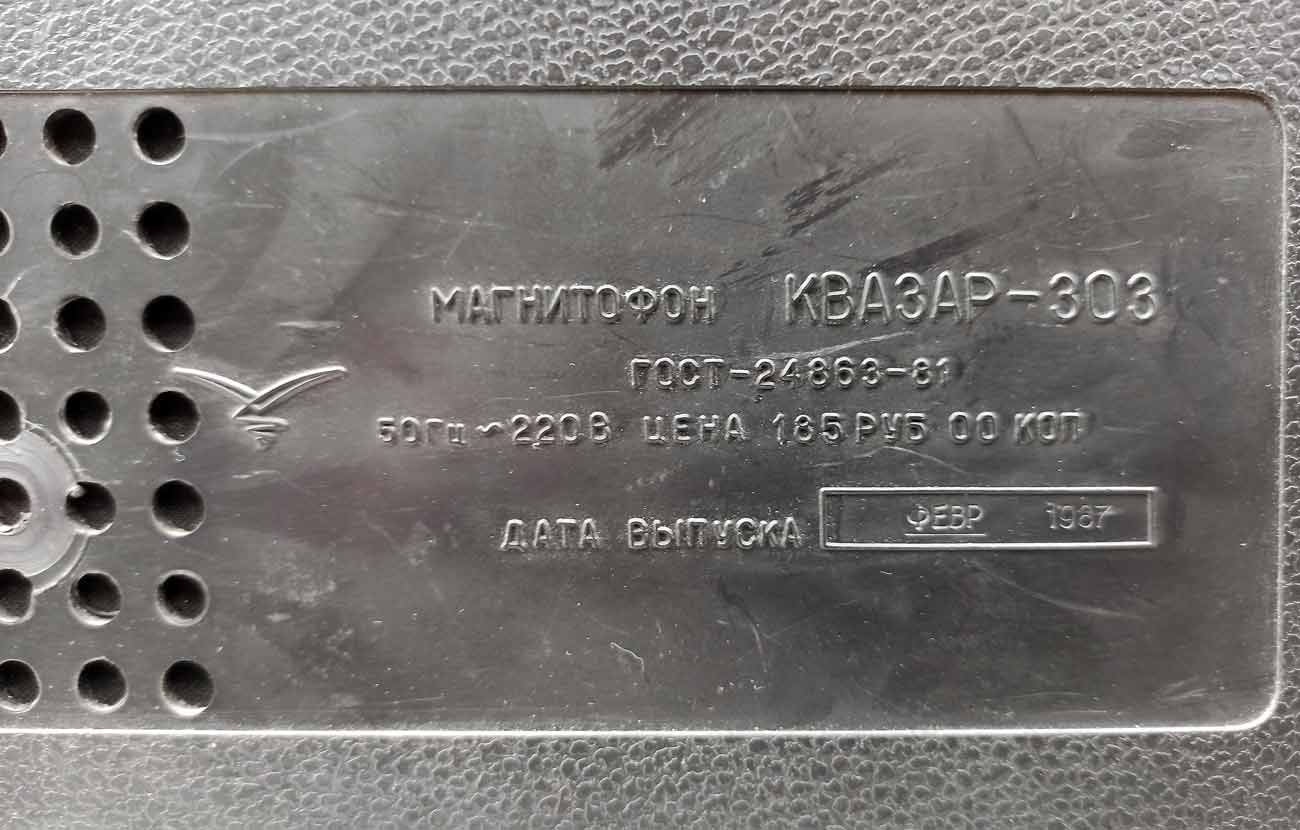 МАГНИТОФОН КВАЗАР-303
ГОСТ-24863-81
50Гц ~220В ЦЕНА 185 РУБ 00 КОП
ДАТА ВЫПУСКА ФЕВР 1987